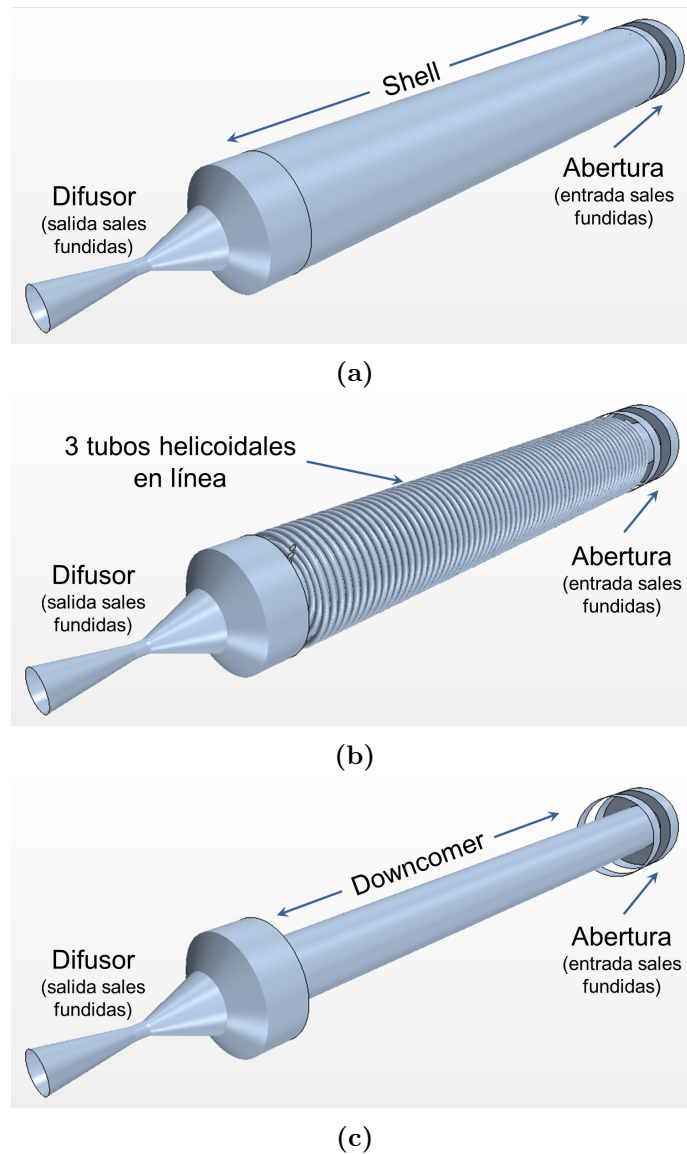 Shell
Difusor
(salida sales
fundidas)
Abertura
(entrada sales
fundidas)
(a)
3 tubos helicoidales
en línea
Difusor
(salida sales
fundidas)
Abertura
(entrada sales
fundidas)
(b)
Downcomer
Difusor
(salida sales
fundidas)
Abertura
(entrada sales
fundidas)
(c)